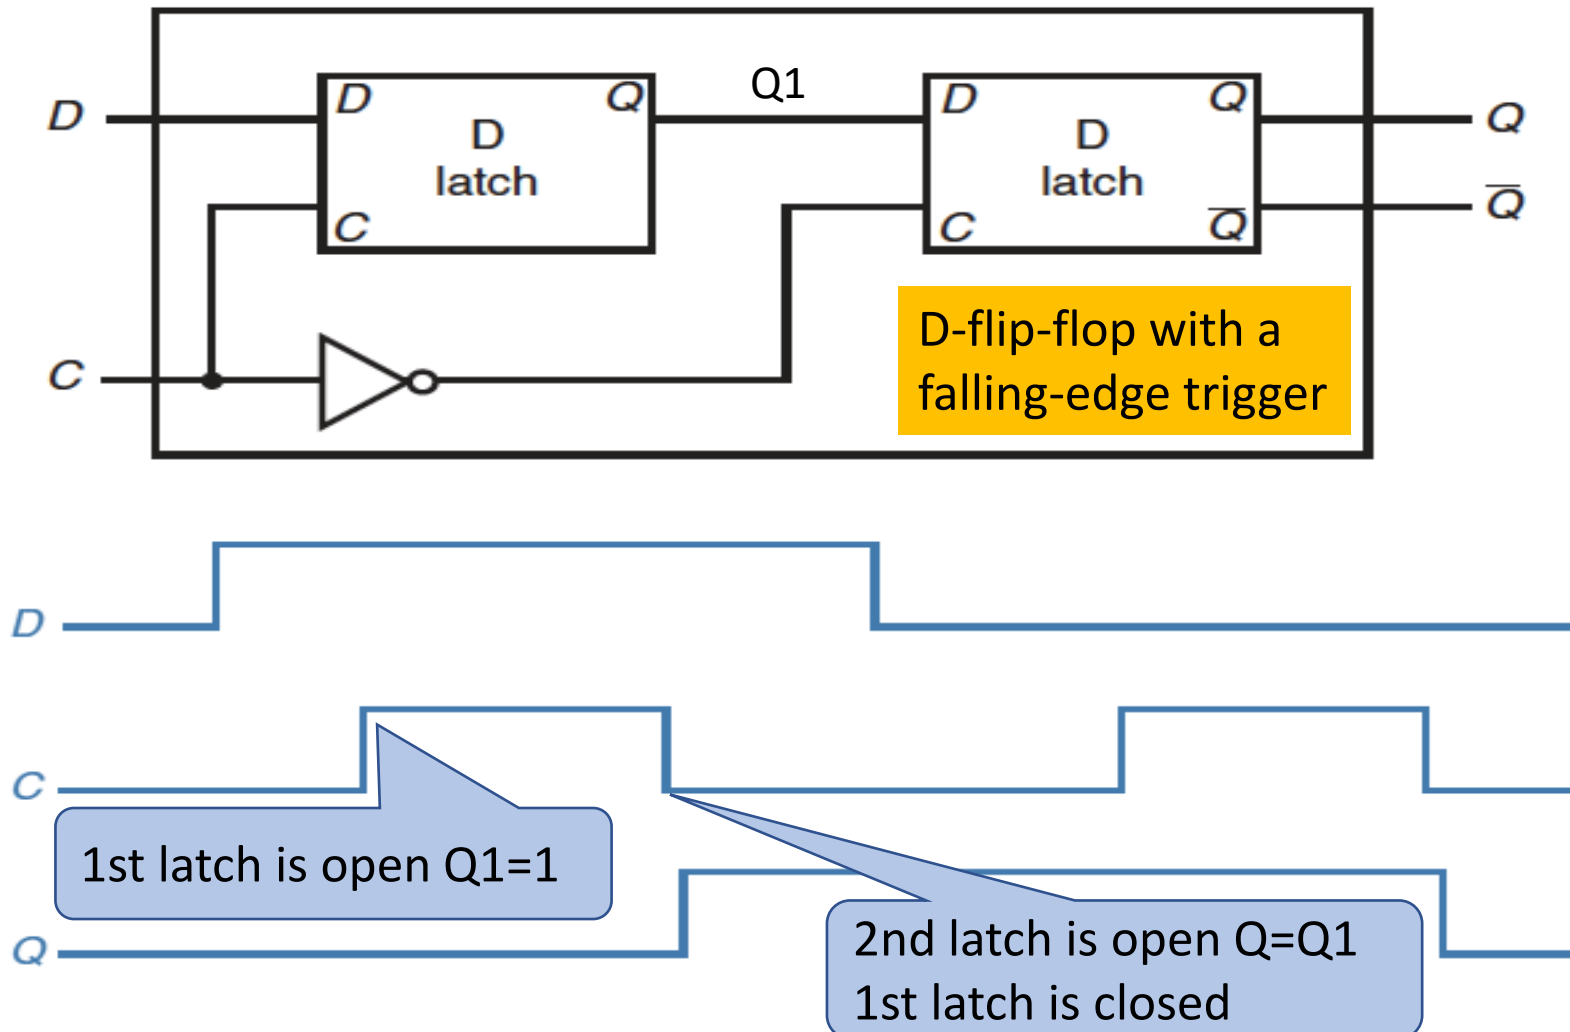 Q1
D
D
Q
D
latch
C
D
Q
D
latch
C
Q̅
Q
Q̅
C
D-flip-flop with a
falling-edge trigger
D
C
1st latch is open Q1=1
Q
2nd latch is open Q=Q1
1st latch is closed